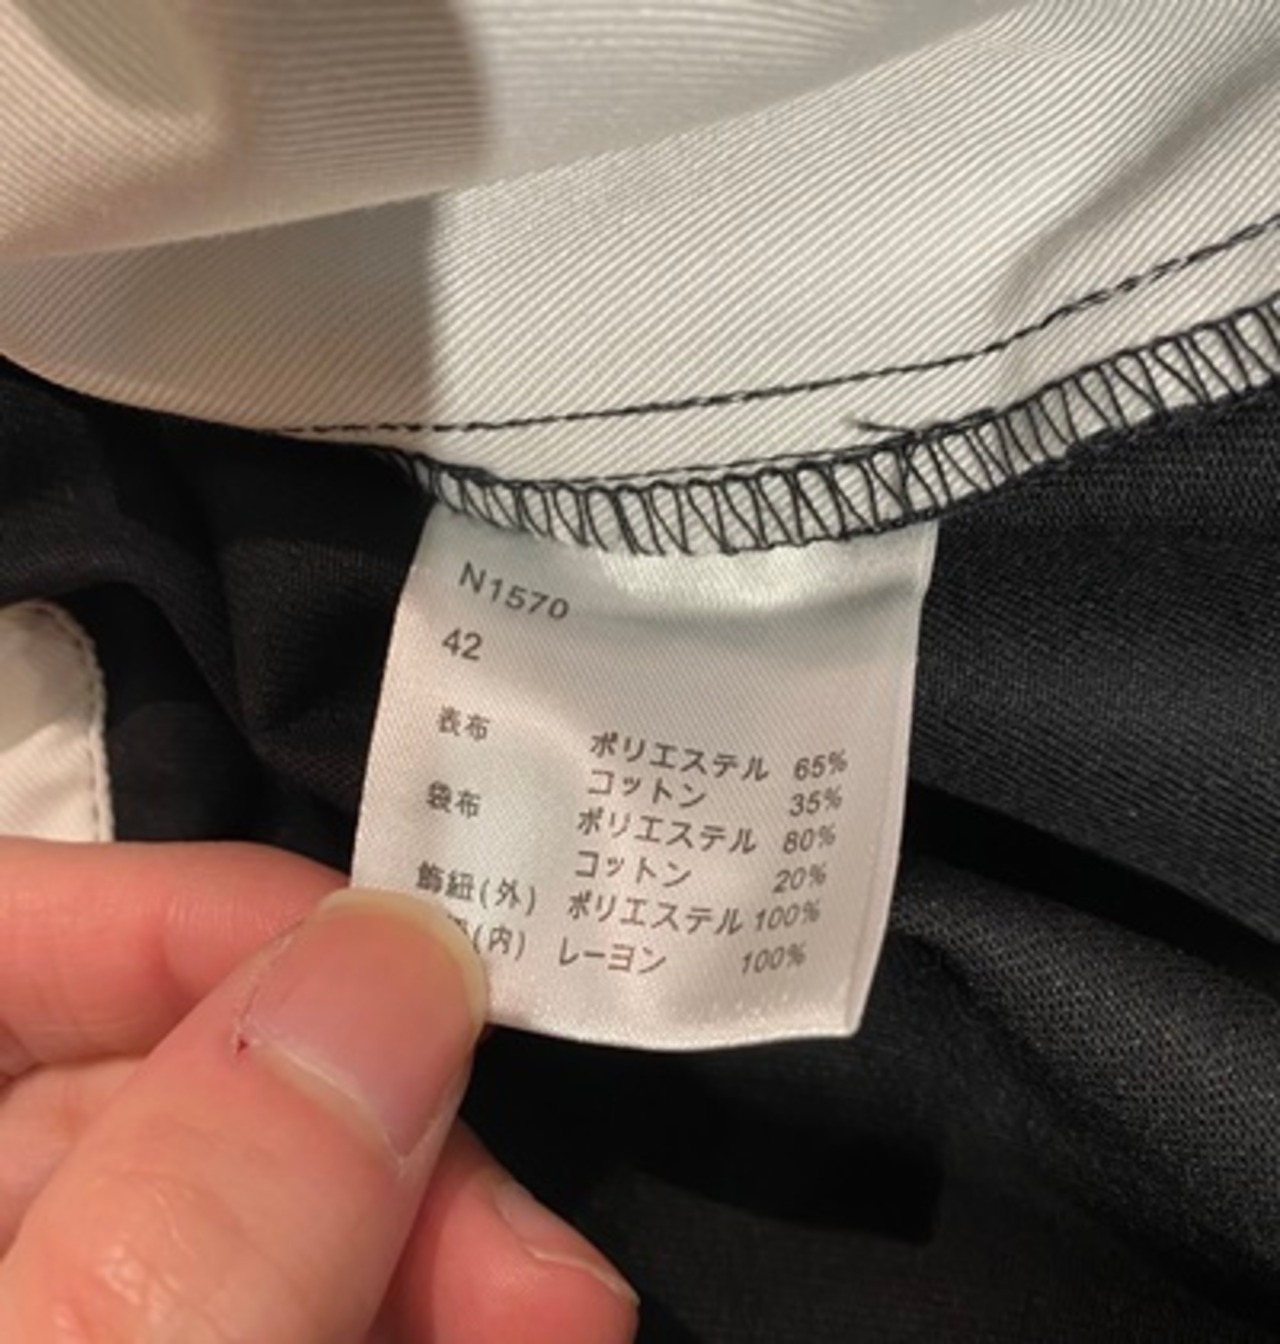 N1570
42
表布 ポリエステル 65%
コットン 35%
袋布 ポリエステル 80%
コットン 20%
飾紐(外) ポリエステル 100%
(内) レーヨン 100%